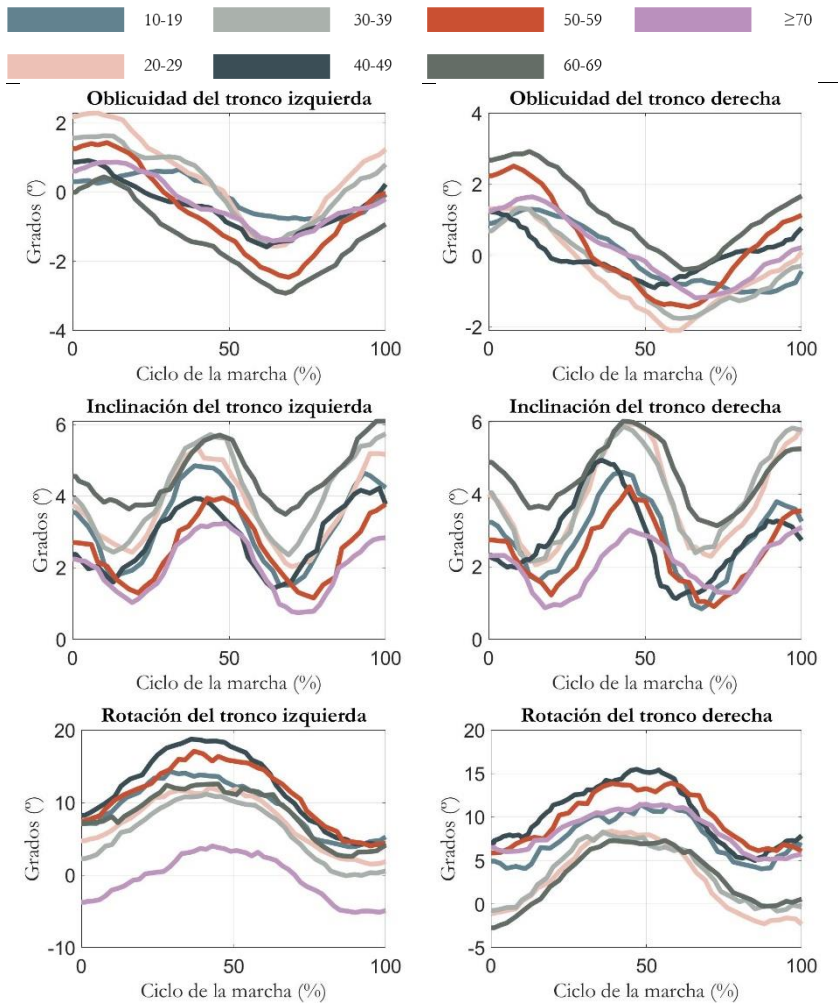 10-19 30-39 50-59 ≥70
20-29 40-49 60-69
Oblicuidad del tronco izquierda
Grados (º)
2
0
-2
-4
0 50 100
Ciclo de la marcha (%)
Oblicuidad del tronco derecha
Grados (º)
4
2
0
-2
0 50 100
Ciclo de la marcha (%)
Inclinación del tronco izquierda
Grados (º)
6
4
2
0
0 50 100
Ciclo de la marcha (%)
Inclinación del tronco derecha
Grados (º)
6
4
2
0
0 50 100
Ciclo de la marcha (%)
Rotación del tronco izquierda
Grados (º)
20
10
0
-10
0 50 100
Ciclo de la marcha (%)
Rotación del tronco derecha
Grados (º)
20
15
10
5
0
-5
0 50 100
Ciclo de la marcha (%)